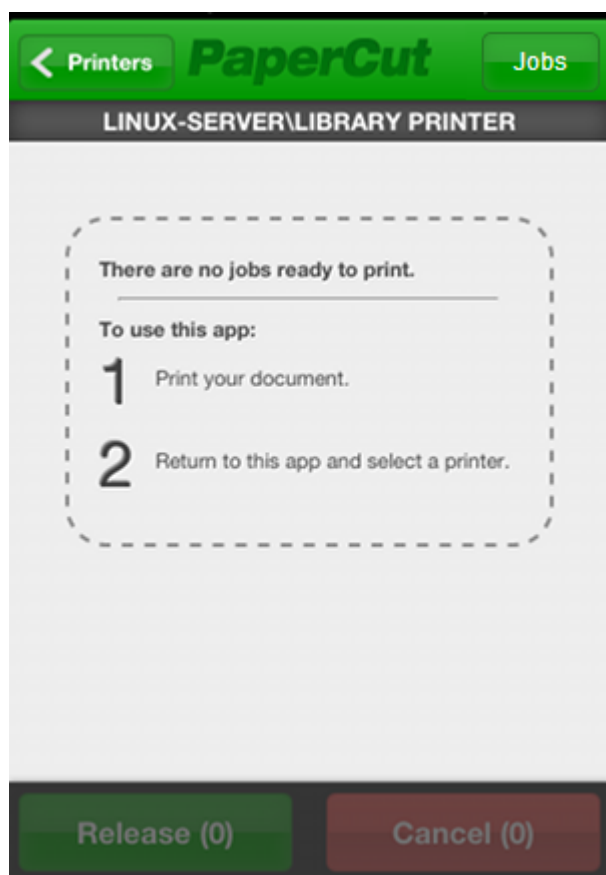 Printers PaperCut Jobs
LINUX-SERVER\LIBRARY PRINTER
There are no jobs ready to print.
To use this app:
1 Print your document.
2 Return to this app and select a printer.
Release (0) Cancel (0)